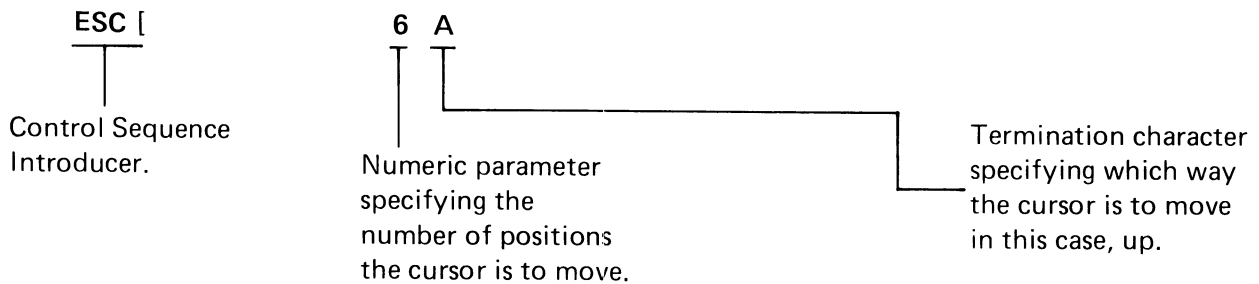 ESC [ 6 A
Control Sequence
Introducer.
Numeric parameter
specifying the
number of positions
the cursor is to move.
Termination character
specifying which way
the cursor is to move
in this case, up.